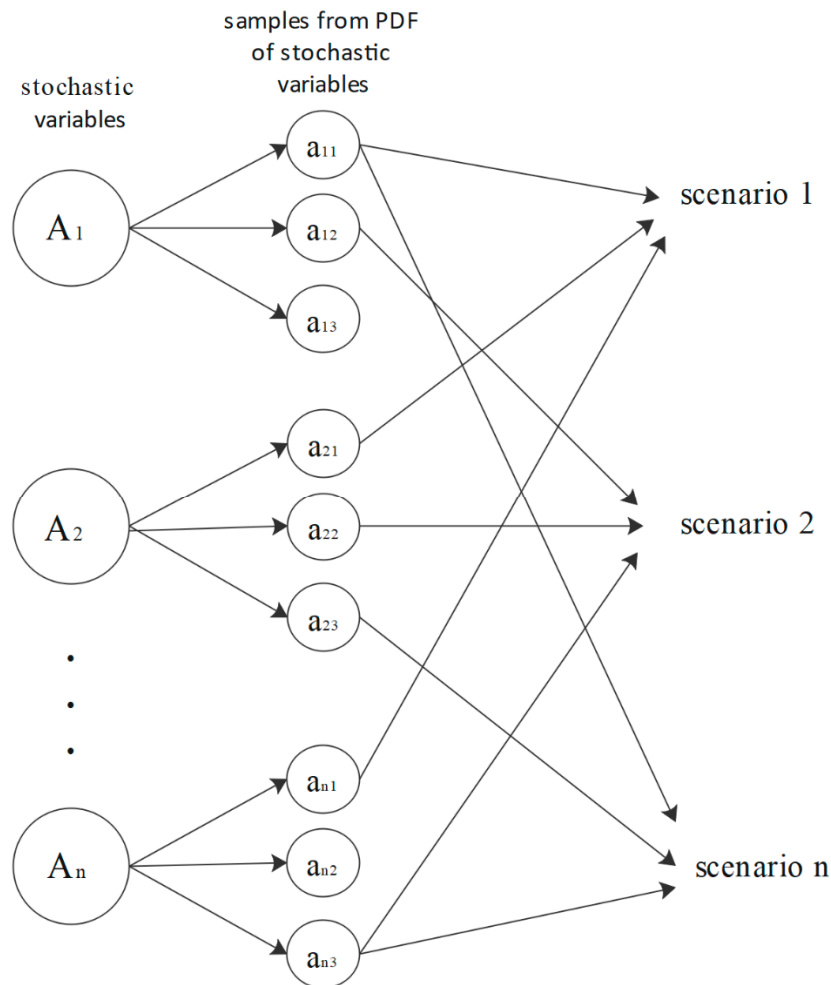 samples from PDF
of stochastic
variables
stochastic
variables
A1
a11
a12
a13
scenario 1
A2
a21
a22
a23
scenario 2
.
.
.
An
an1
an2
an3
scenario n